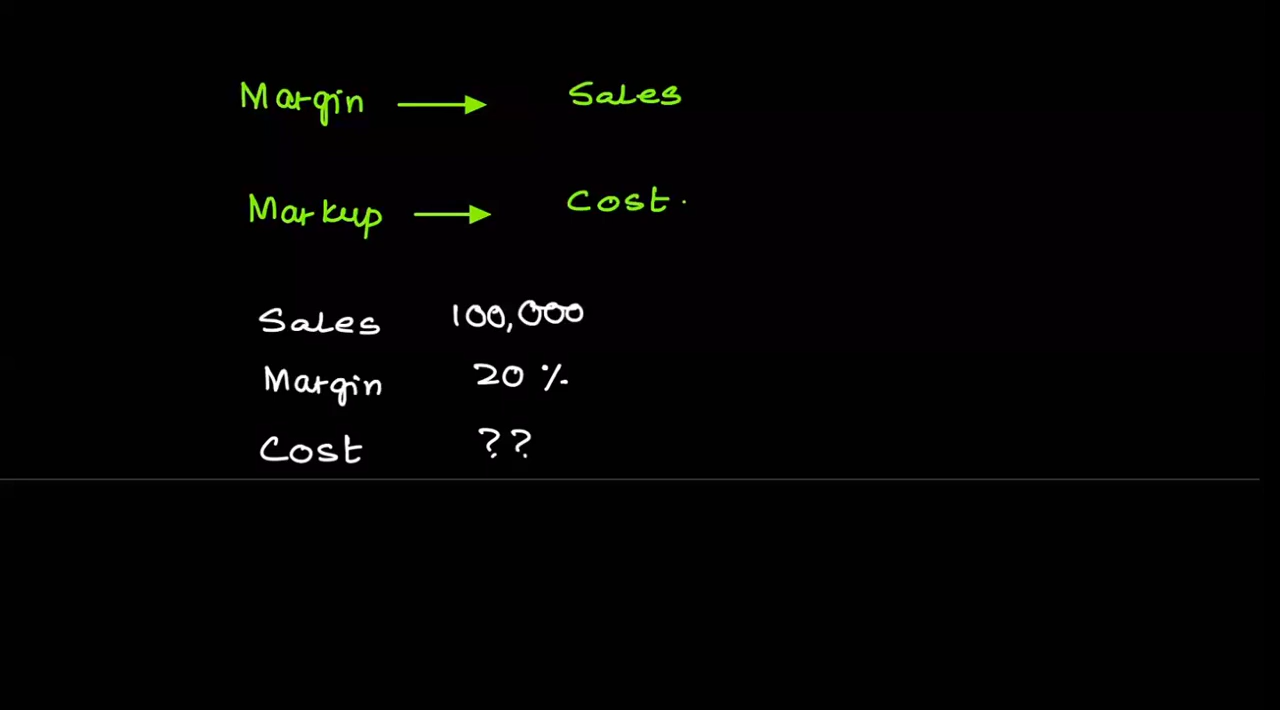 Margin → Sales
Markup → Cost.
Sales 100,000
Margin 20 %
Cost ??